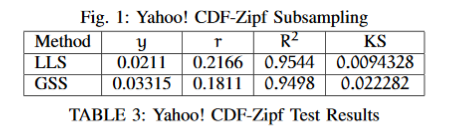 Fig. 1: Yahoo! CDF-Zipf Subsampling
Method y r R² KS
LLS 0.0211 0.2166 0.9544 0.0094328
GSS 0.03315 0.1811 0.9498 0.022282
TABLE 3: Yahoo! CDF-Zipf Test Results